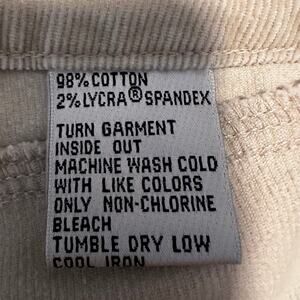 98% COTTON
2% LYCRA® SPANDEX
TURN GARMENT
INSIDE OUT
MACHINE WASH COLD
WITH LIKE COLORS
ONLY NON-CHLORINE
BLEACH
TUMBLE DRY LOW
COOL IRON